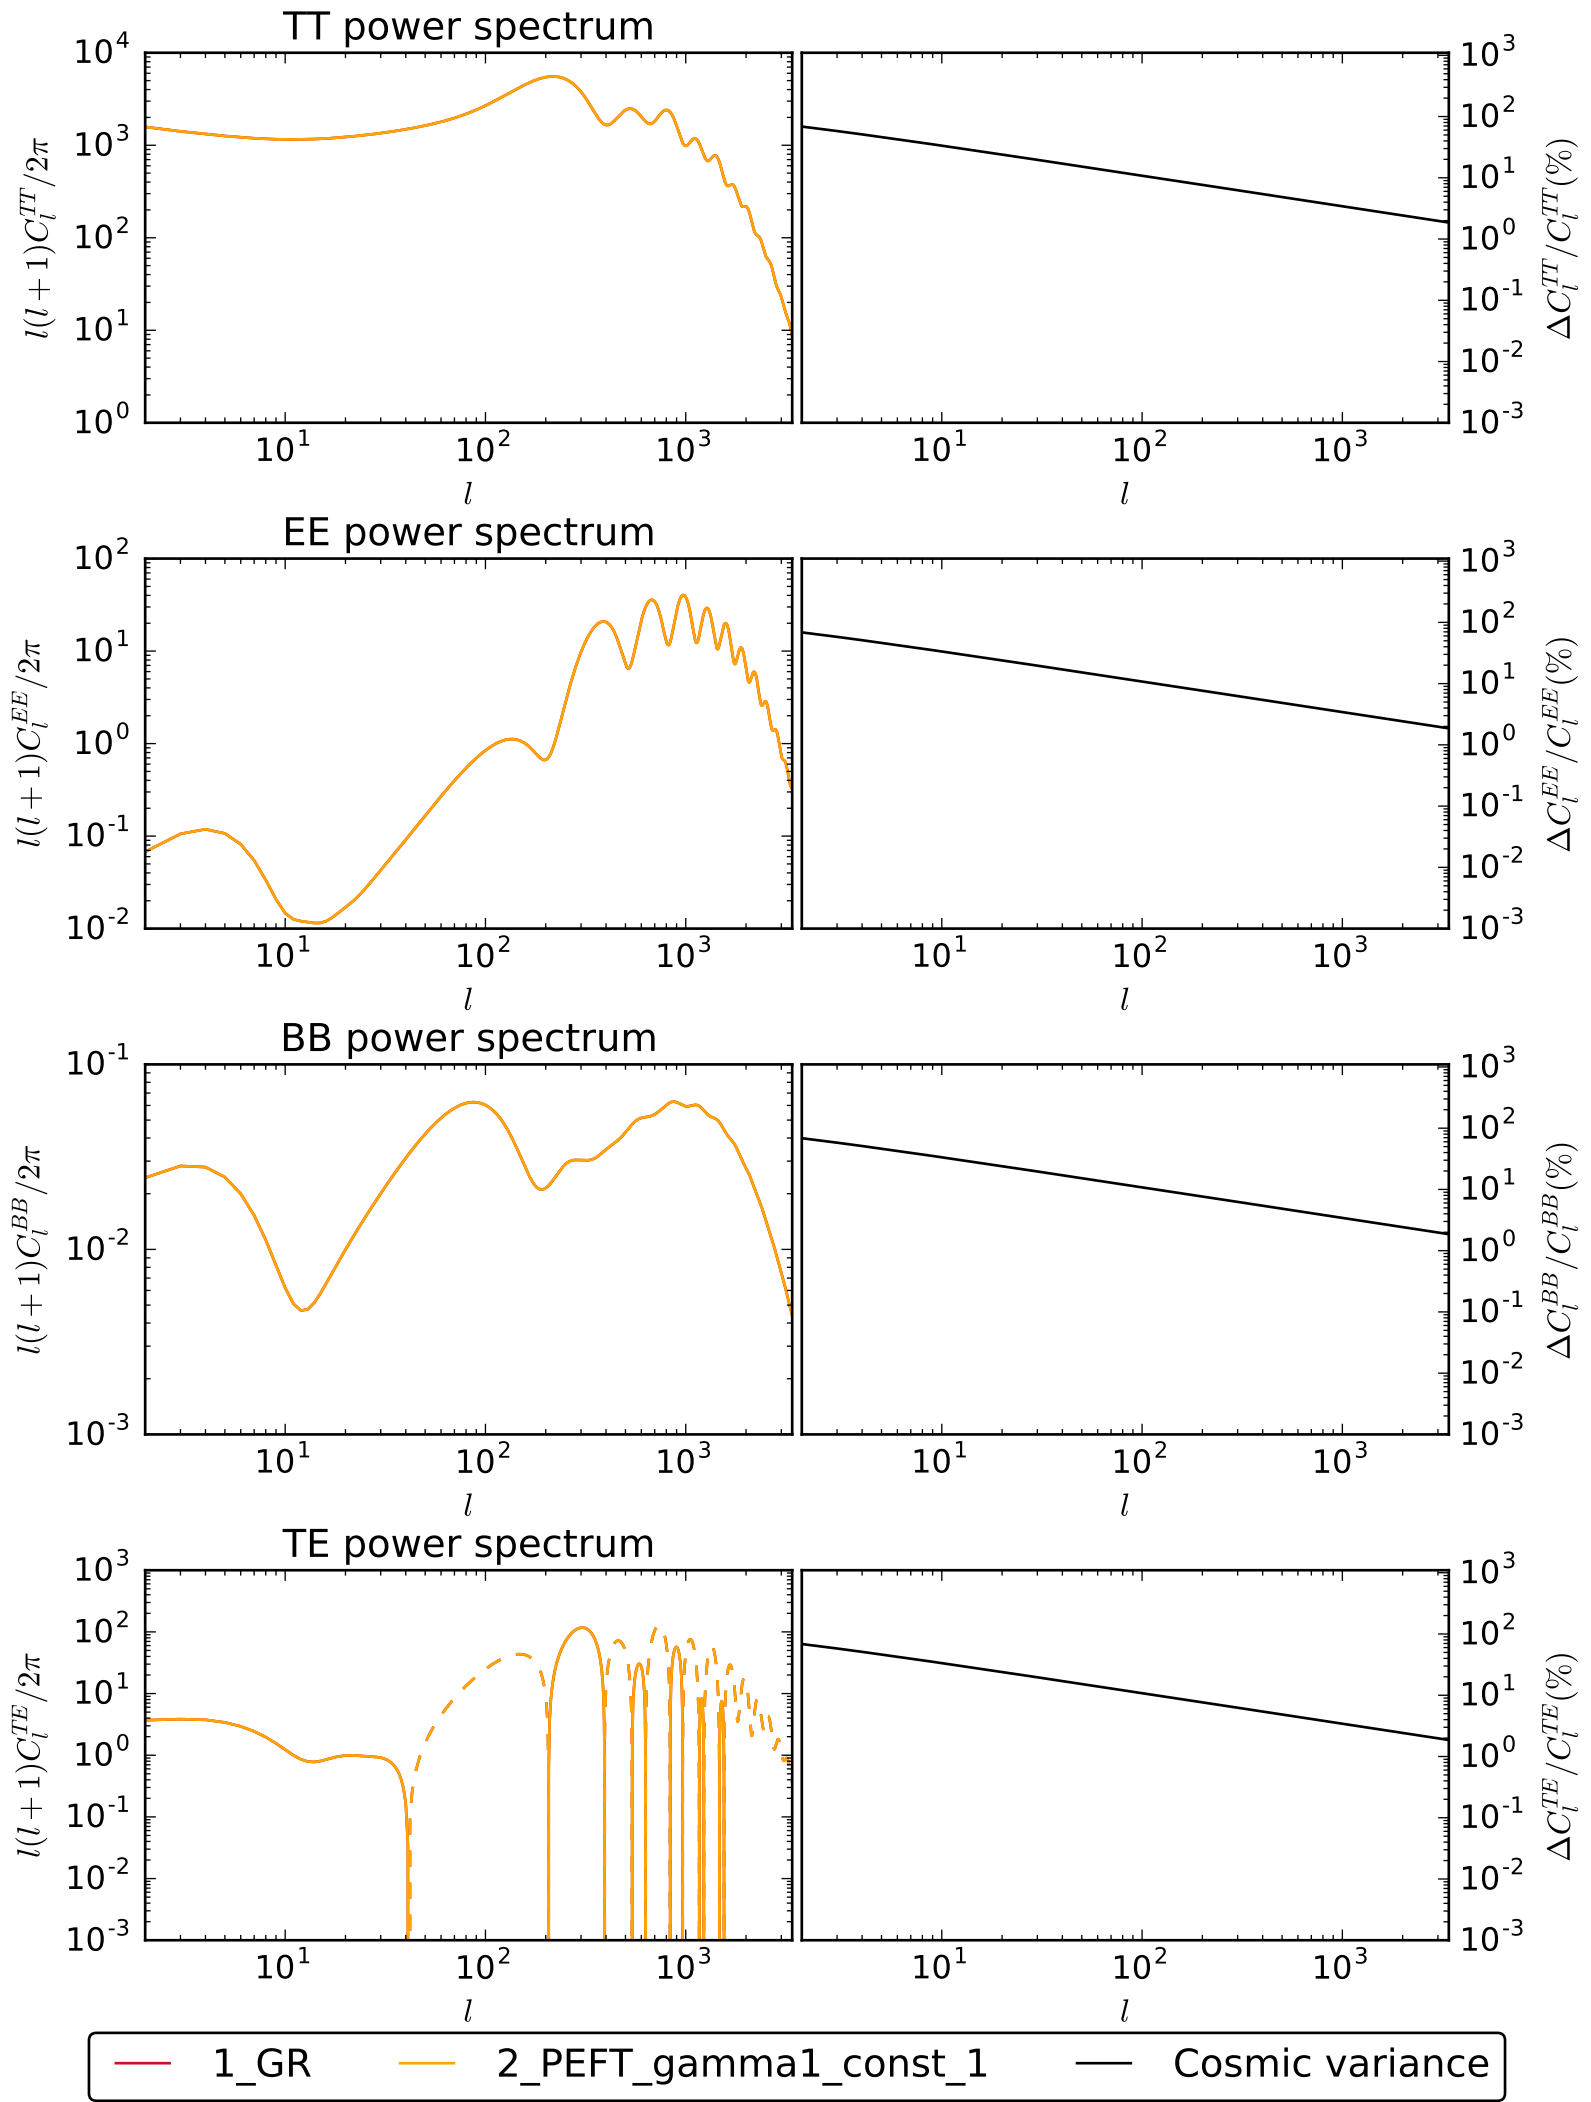 TT power spectrum
10^4
10^3
10^2
10^1
10^0
l(l+1)C_l^{TT}/2π
10^1 10^2 10^3
l
10^3
10^2
10^1
10^0
10^-1
10^-2
10^-3
ΔC_l^{TT}/C_l^{TT}(%)
10^1 10^2 10^3
l
EE power spectrum
10^2
10^1
10^0
10^-1
10^-2
l(l+1)C_l^{EE}/2π
10^1 10^2 10^3
l
10^3
10^2
10^1
10^0
10^-1
10^-2
10^-3
ΔC_l^{EE}/C_l^{EE}(%)
10^1 10^2 10^3
l
BB power spectrum
10^-1
10^-2
10^-3
l(l+1)C_l^{BB}/2π
10^1 10^2 10^3
l
10^3
10^2
10^1
10^0
10^-1
10^-2
10^-3
ΔC_l^{BB}/C_l^{BB}(%)
10^1 10^2 10^3
l
TE power spectrum
10^3
10^2
10^1
10^0
10^-1
10^-2
10^-3
l(l+1)C_l^{TE}/2π
10^1 10^2 10^3
l
10^3
10^2
10^1
10^0
10^-1
10^-2
10^-3
ΔC_l^{TE}/C_l^{TE}(%)
10^1 10^2 10^3
l
1_GR 2_PEFT_gamma1_const_1 Cosmic variance